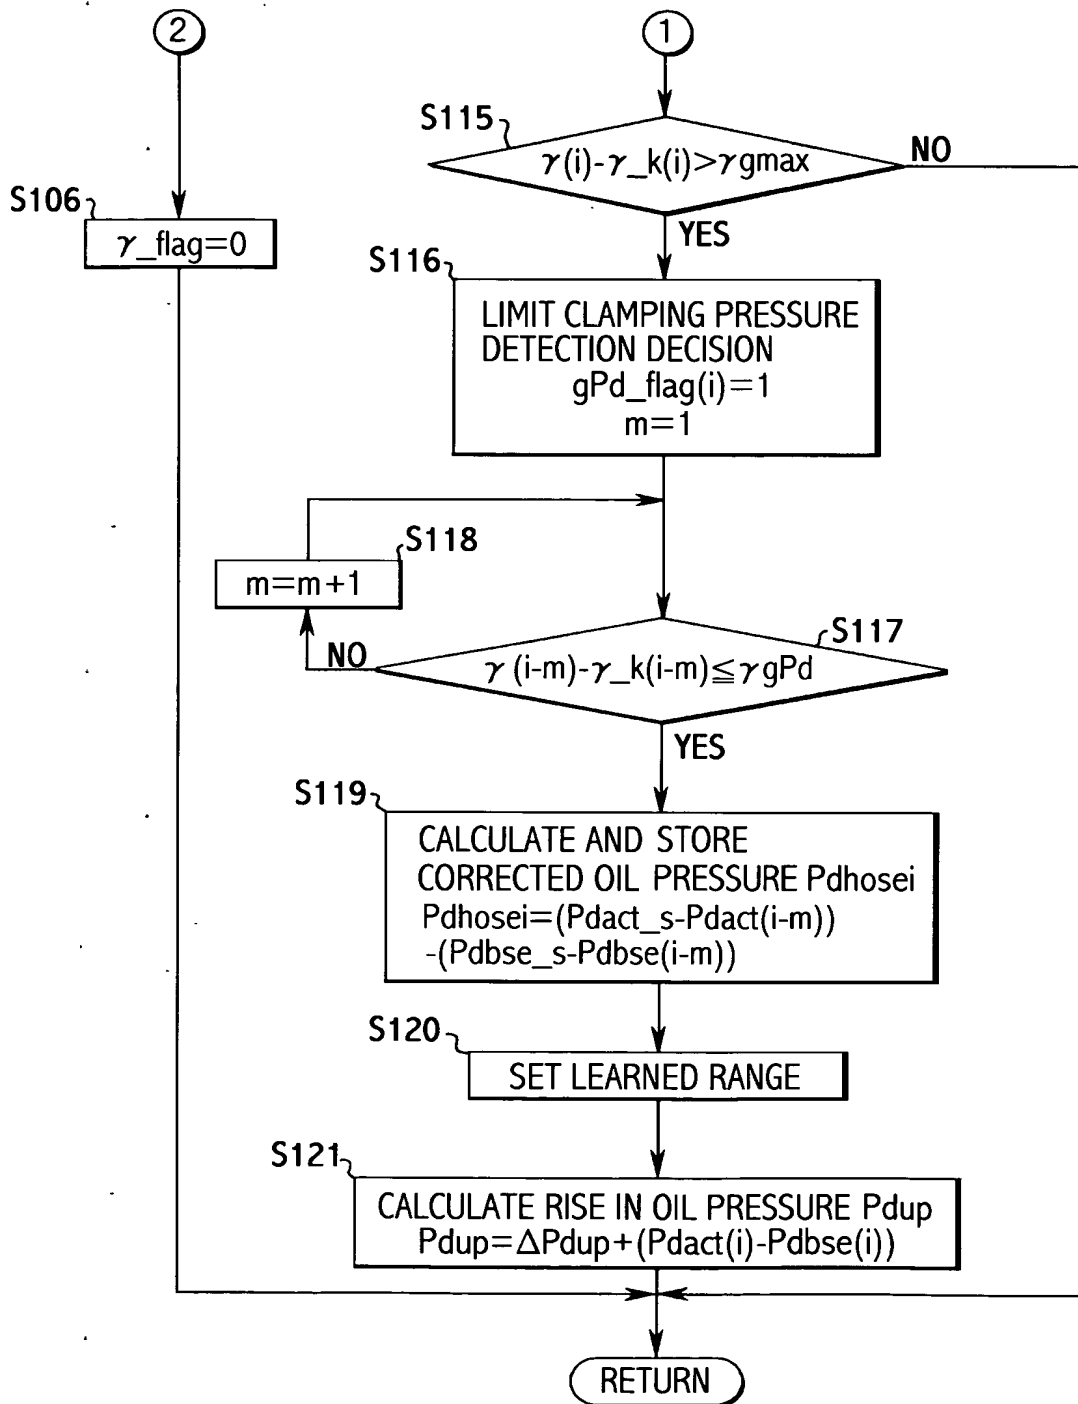 2
1
S115
γ(i)-γ_k(i)>γgmax
NO
S106
γ_flag=0
YES
S116
LIMIT CLAMPING PRESSURE
DETECTION DECISION
gPd_flag(i)=1
m=1
S118
m=m+1
S117
NO
γ(i-m)-γ_k(i-m)≦γgPd
YES
S119
CALCULATE AND STORE
CORRECTED OIL PRESSURE Pdhosei
Pdhosei=(Pdact_s-Pdact(i-m))
-(Pdbse_s-Pdbse(i-m))
S120
SET LEARNED RANGE
S121
CALCULATE RISE IN OIL PRESSURE Pdup
Pdup=ΔPdup+(Pdact(i)-Pdbse(i))
RETURN